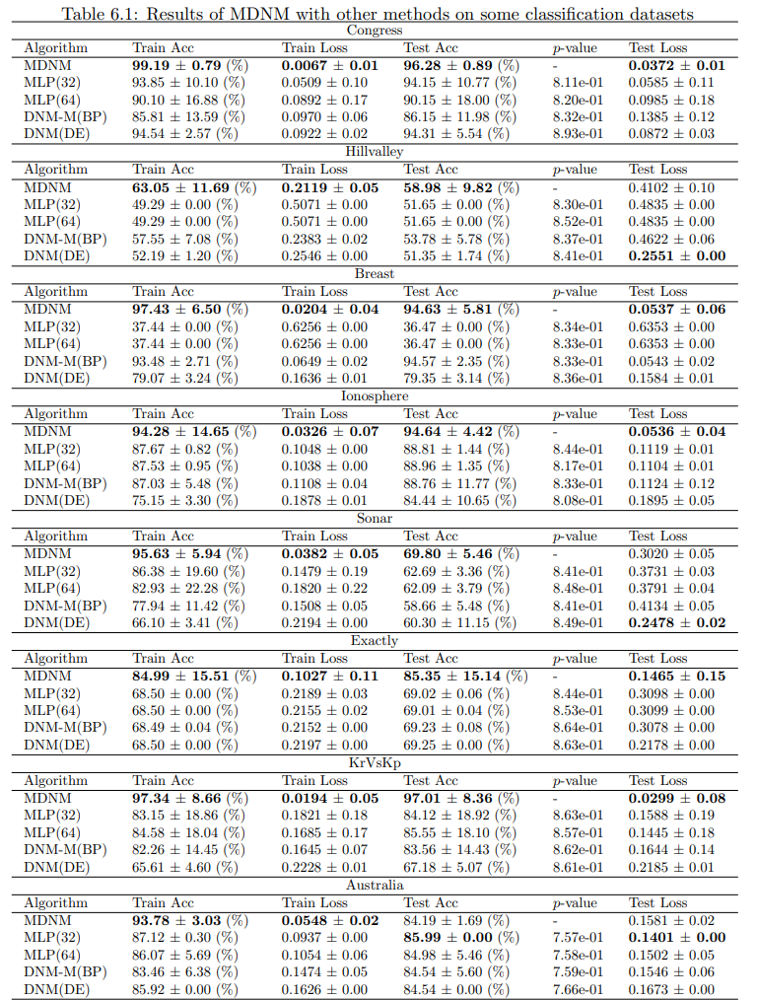 Table 6.1: Results of MDNM with other methods on some classification datasets
Congress
Algorithm Train Acc Train Loss Test Acc p-value Test Loss
MDNM 99.19 ± 0.79 (%) 0.0067 ± 0.01 96.28 ± 0.89 (%) - 0.0372 ± 0.01
MLP(32) 93.85 ± 10.10 (%) 0.0509 ± 0.10 94.15 ± 10.77 (%) 8.11e-01 0.0585 ± 0.11
MLP(64) 90.10 ± 16.88 (%) 0.0892 ± 0.17 90.15 ± 18.00 (%) 8.20e-01 0.0985 ± 0.18
DNM-M(BP) 85.81 ± 13.59 (%) 0.0970 ± 0.06 86.15 ± 11.98 (%) 8.32e-01 0.1385 ± 0.12
DNM(DE) 94.54 ± 2.57 (%) 0.0922 ± 0.02 94.31 ± 5.54 (%) 8.93e-01 0.0872 ± 0.03
Hillvalley
Algorithm Train Acc Train Loss Test Acc p-value Test Loss
MDNM 63.05 ± 11.69 (%) 0.2119 ± 0.05 58.98 ± 9.82 (%) - 0.4102 ± 0.10
MLP(32) 49.29 ± 0.00 (%) 0.5071 ± 0.00 51.65 ± 0.00 (%) 8.30e-01 0.4835 ± 0.00
MLP(64) 49.29 ± 0.00 (%) 0.5071 ± 0.00 51.65 ± 0.00 (%) 8.52e-01 0.4835 ± 0.00
DNM-M(BP) 57.55 ± 7.08 (%) 0.2383 ± 0.02 53.78 ± 5.78 (%) 8.37e-01 0.4622 ± 0.06
DNM(DE) 52.19 ± 1.20 (%) 0.2546 ± 0.00 51.35 ± 1.74 (%) 8.41e-01 0.2551 ± 0.00
Breast
Algorithm Train Acc Train Loss Test Acc p-value Test Loss
MDNM 97.43 ± 6.50 (%) 0.0204 ± 0.04 94.63 ± 5.81 (%) - 0.0537 ± 0.06
MLP(32) 37.44 ± 0.00 (%) 0.6256 ± 0.00 36.47 ± 0.00 (%) 8.34e-01 0.6353 ± 0.00
MLP(64) 37.44 ± 0.00 (%) 0.6256 ± 0.00 36.47 ± 0.00 (%) 8.33e-01 0.6353 ± 0.00
DNM-M(BP) 93.48 ± 2.71 (%) 0.0649 ± 0.02 94.57 ± 2.35 (%) 8.33e-01 0.0543 ± 0.02
DNM(DE) 79.07 ± 3.24 (%) 0.1636 ± 0.01 79.35 ± 3.14 (%) 8.36e-01 0.1584 ± 0.01
Ionosphere
Algorithm Train Acc Train Loss Test Acc p-value Test Loss
MDNM 94.28 ± 14.65 (%) 0.0326 ± 0.07 94.64 ± 4.42 (%) - 0.0536 ± 0.04
MLP(32) 87.67 ± 0.82 (%) 0.1048 ± 0.00 88.81 ± 1.44 (%) 8.44e-01 0.1119 ± 0.01
MLP(64) 87.53 ± 0.95 (%) 0.1038 ± 0.00 88.96 ± 1.35 (%) 8.17e-01 0.1104 ± 0.01
DNM-M(BP) 87.03 ± 5.48 (%) 0.1108 ± 0.04 88.76 ± 11.77 (%) 8.33e-01 0.1124 ± 0.12
DNM(DE) 75.15 ± 3.30 (%) 0.1878 ± 0.01 84.44 ± 10.65 (%) 8.08e-01 0.1895 ± 0.05
Sonar
Algorithm Train Acc Train Loss Test Acc p-value Test Loss
MDNM 95.63 ± 5.94 (%) 0.0382 ± 0.05 69.80 ± 5.46 (%) - 0.3020 ± 0.05
MLP(32) 86.38 ± 19.60 (%) 0.1479 ± 0.19 62.69 ± 3.36 (%) 8.41e-01 0.3731 ± 0.03
MLP(64) 82.93 ± 22.28 (%) 0.1820 ± 0.22 62.09 ± 3.79 (%) 8.48e-01 0.3791 ± 0.04
DNM-M(BP) 77.94 ± 11.42 (%) 0.1508 ± 0.05 58.66 ± 5.48 (%) 8.41e-01 0.4134 ± 0.05
DNM(DE) 66.10 ± 3.41 (%) 0.2194 ± 0.00 60.30 ± 11.15 (%) 8.49e-01 0.2478 ± 0.02
Exactly
Algorithm Train Acc Train Loss Test Acc p-value Test Loss
MDNM 84.99 ± 15.51 (%) 0.1027 ± 0.11 85.35 ± 15.14 (%) - 0.1465 ± 0.15
MLP(32) 68.50 ± 0.00 (%) 0.2189 ± 0.03 69.02 ± 0.06 (%) 8.44e-01 0.3098 ± 0.00
MLP(64) 68.50 ± 0.00 (%) 0.2155 ± 0.02 69.01 ± 0.04 (%) 8.53e-01 0.3099 ± 0.00
DNM-M(BP) 68.49 ± 0.04 (%) 0.2152 ± 0.00 69.23 ± 0.08 (%) 8.64e-01 0.3078 ± 0.00
DNM(DE) 68.50 ± 0.00 (%) 0.2197 ± 0.00 69.25 ± 0.00 (%) 8.63e-01 0.2178 ± 0.00
KrVsKp
Algorithm Train Acc Train Loss Test Acc p-value Test Loss
MDNM 97.34 ± 8.66 (%) 0.0194 ± 0.05 97.01 ± 8.36 (%) - 0.0299 ± 0.08
MLP(32) 83.15 ± 18.86 (%) 0.1821 ± 0.18 84.12 ± 18.92 (%) 8.63e-01 0.1588 ± 0.19
MLP(64) 84.58 ± 18.04 (%) 0.1685 ± 0.17 85.55 ± 18.10 (%) 8.57e-01 0.1445 ± 0.18
DNM-M(BP) 82.26 ± 14.45 (%) 0.1645 ± 0.07 83.56 ± 14.43 (%) 8.62e-01 0.1644 ± 0.14
DNM(DE) 65.61 ± 4.60 (%) 0.2228 ± 0.01 67.18 ± 5.07 (%) 8.61e-01 0.2185 ± 0.01
Australia
Algorithm Train Acc Train Loss Test Acc p-value Test Loss
MDNM 93.78 ± 3.03 (%) 0.0548 ± 0.02 84.19 ± 1.69 (%) - 0.1581 ± 0.02
MLP(32) 87.12 ± 0.30 (%) 0.0937 ± 0.00 85.99 ± 0.00 (%) 7.57e-01 0.1401 ± 0.00
MLP(64) 86.07 ± 5.69 (%) 0.1054 ± 0.06 84.98 ± 5.46 (%) 7.58e-01 0.1502 ± 0.05
DNM-M(BP) 83.46 ± 6.38 (%) 0.1474 ± 0.05 84.54 ± 5.60 (%) 7.59e-01 0.1546 ± 0.06
DNM(DE) 85.92 ± 0.00 (%) 0.1626 ± 0.00 84.54 ± 0.00 (%) 7.66e-01 0.1673 ± 0.00